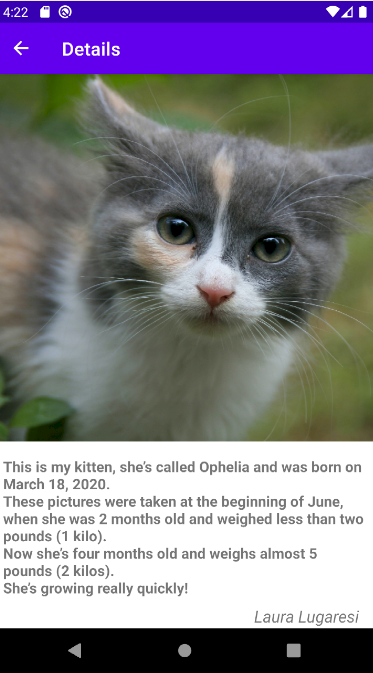 4:22
Details
This is my kitten, she's called Ophelia and was born on
March 18, 2020.
These pictures were taken at the beginning of June,
when she was 2 months old and weighed less than two
pounds (1 kilo).
Now she's four months old and weighs almost 5
pounds (2 kilos).
She's growing really quickly!
Laura Lugaresi